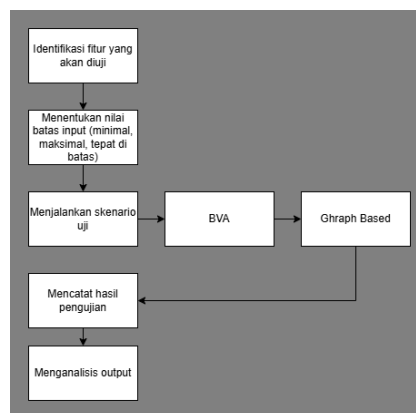 Identifikasi fitur yang
akan diuji
Menentukan nilai
batas input (minimal,
maksimal, tepat di
batas)
Menjalankan skenario
uji
BVA
Ghraph Based
Mencatat hasil
pengujian
Menganalisis output